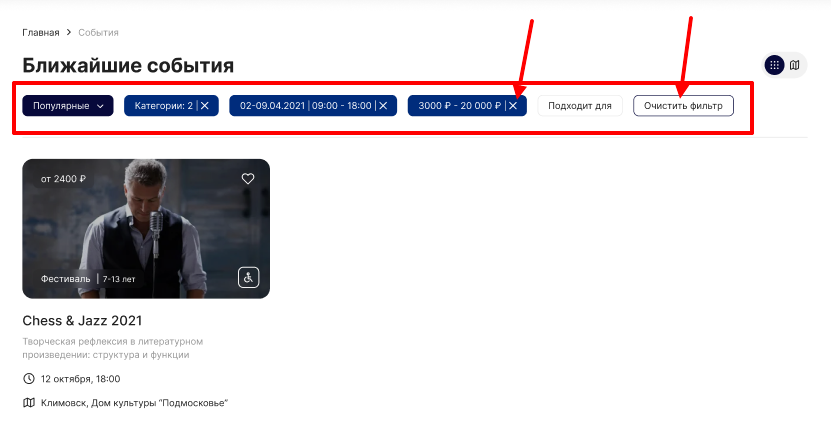 Главная > События
Ближайшие события
Популярные Категории: 2 | 02-09.04.2021 | 09:00 - 18:00 | 3000 ₽ - 20 000 ₽ | Подходит для Очистить фильтр
от 2400 ₽
Фестиваль | 7-13 лет
Chess & Jazz 2021
Творческая рефлексия в литературном
произведении: структура и функции
12 октября, 18:00
Климовск, Дом культуры “Подмосковье”